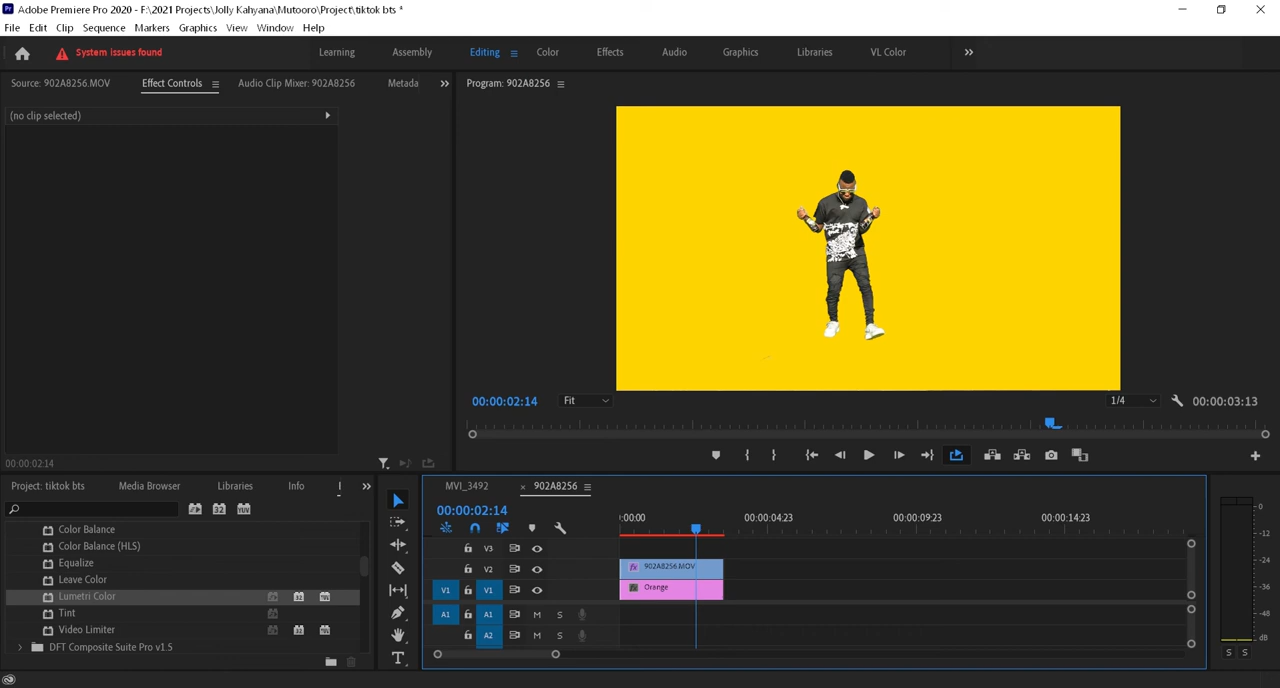 Adobe Premiere Pro 2020 - F:\2021 Projects\Jolly Kahyana\Mutooro\Project\tiktok bts *
File Edit Clip Sequence Markers Graphics View Window Help
System Issues found
Learning Assembly Editing Color Effects Audio Graphics Libraries VL Color
Source: 902A8256.MOV Effect Controls Audio Clip Mixer: 902A8256 Metada
Program: 902A8256
(no clip selected)
00:00:02:14 Fit 1/4 00:00:03:13
00:00:02:14
Project: tiktok bts Media Browser Libraries Info
MVI_3492 × 902A8256
00:00:02:14
:00:00 00:00:04:23 00:00:09:23 00:00:14:23
Color Balance
Color Balance (HLS)
Equalize
Leave Color
Lumetri Color
Tint
Video Limiter
DFT Composite Suite Pro v1.5
V3
V2 902A8256.MOV
V1 V1 Orange
A1 A1 M S
A2 M S
0
-12
-24
-36
-48
dB
S S